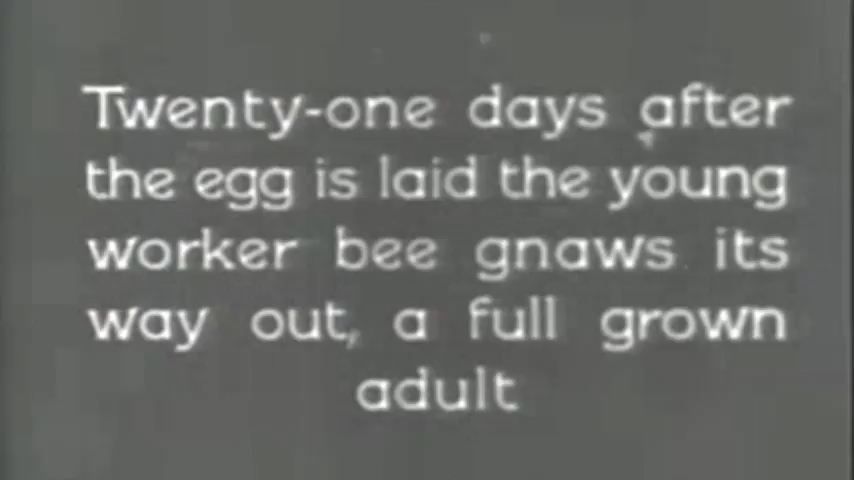 Twenty-one days after
the egg is laid the young
worker bee gnaws its
way out, a full grown
adult